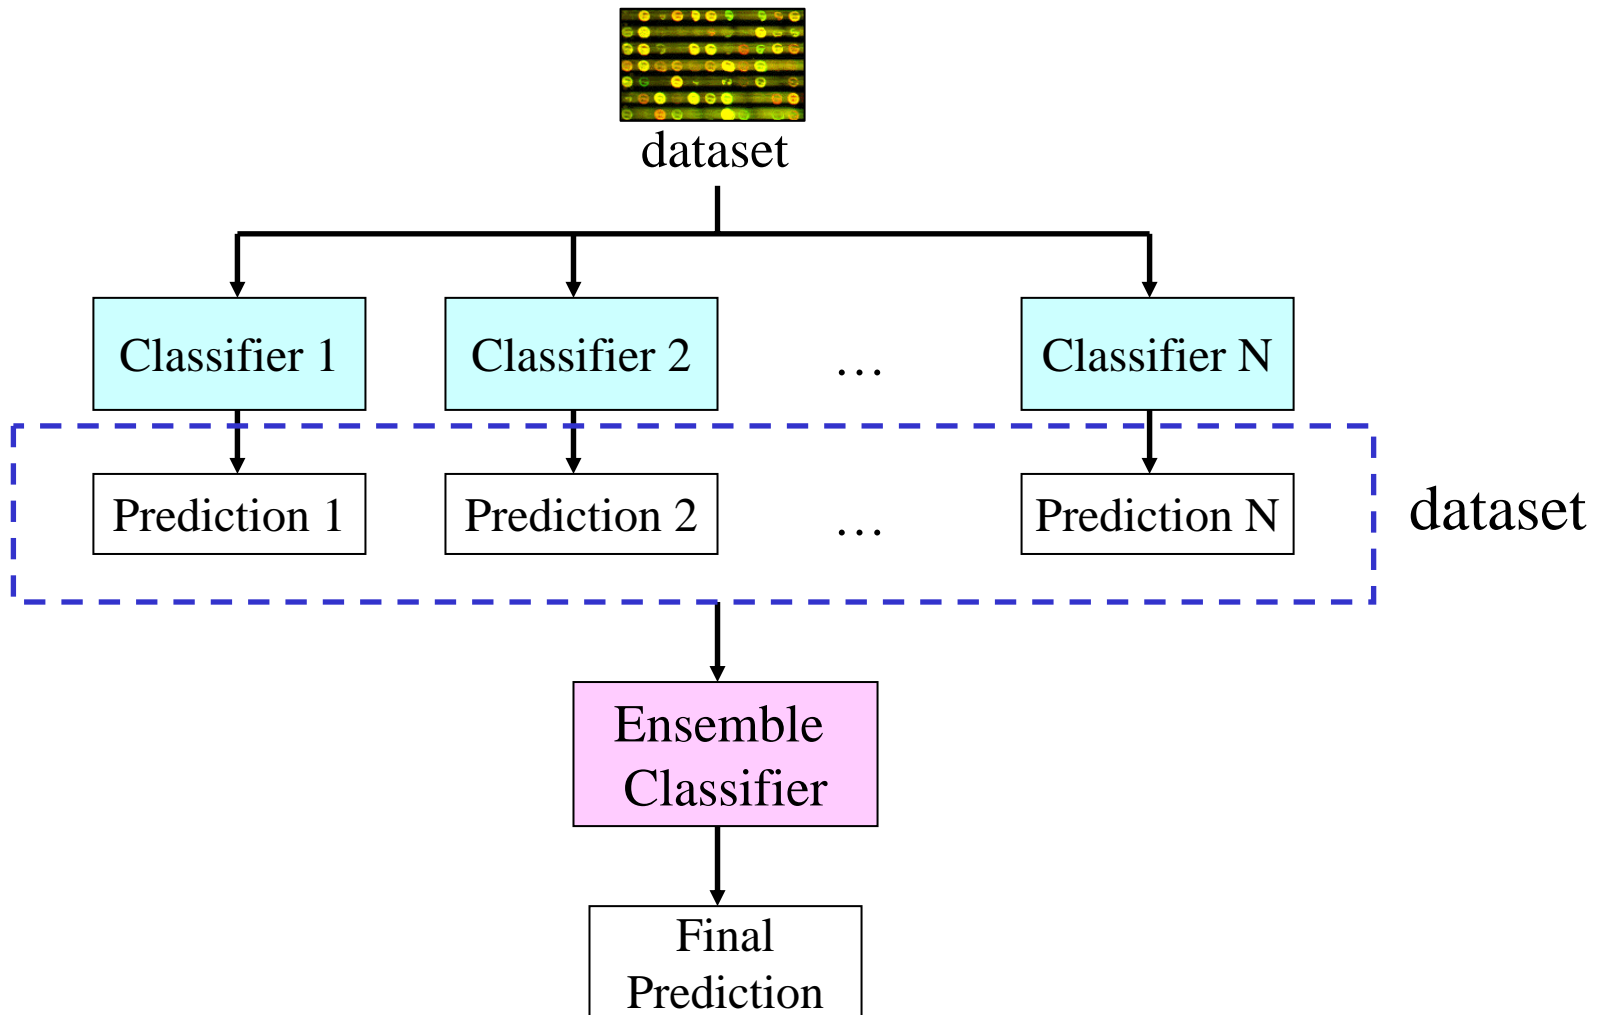 dataset
Classifier 1
Classifier 2
…
Classifier N
Prediction 1
Prediction 2
…
Prediction N
dataset
Ensemble
Classifier
Final
Prediction